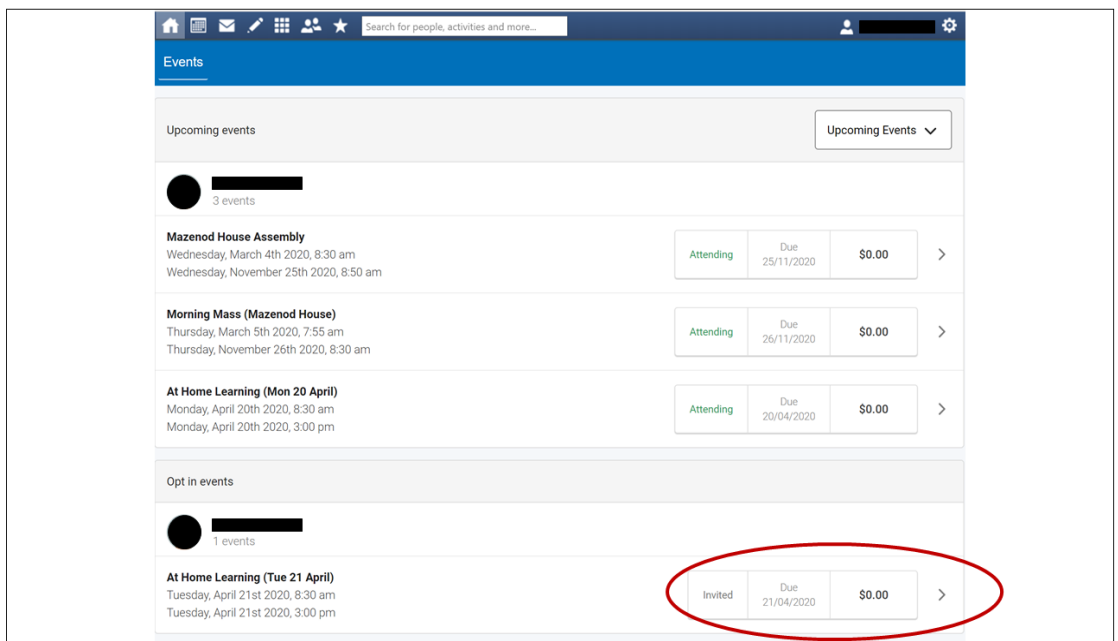 Search for people, activities and more...
Events
Upcoming events
Upcoming Events
3 events
Mazenod House Assembly
Wednesday, March 4th 2020, 8:30 am
Wednesday, November 25th 2020, 8:50 am
Attending
Due
25/11/2020
$0.00
Morning Mass (Mazenod House)
Thursday, March 5th 2020, 7:55 am
Thursday, November 26th 2020, 8:30 am
Attending
Due
26/11/2020
$0.00
At Home Learning (Mon 20 April)
Monday, April 20th 2020, 8:30 am
Monday, April 20th 2020, 3:00 pm
Attending
Due
20/04/2020
$0.00
Opt in events
1 events
At Home Learning (Tue 21 April)
Tuesday, April 21st 2020, 8:30 am
Tuesday, April 21st 2020, 3:00 pm
Invited
Due
21/04/2020
$0.00